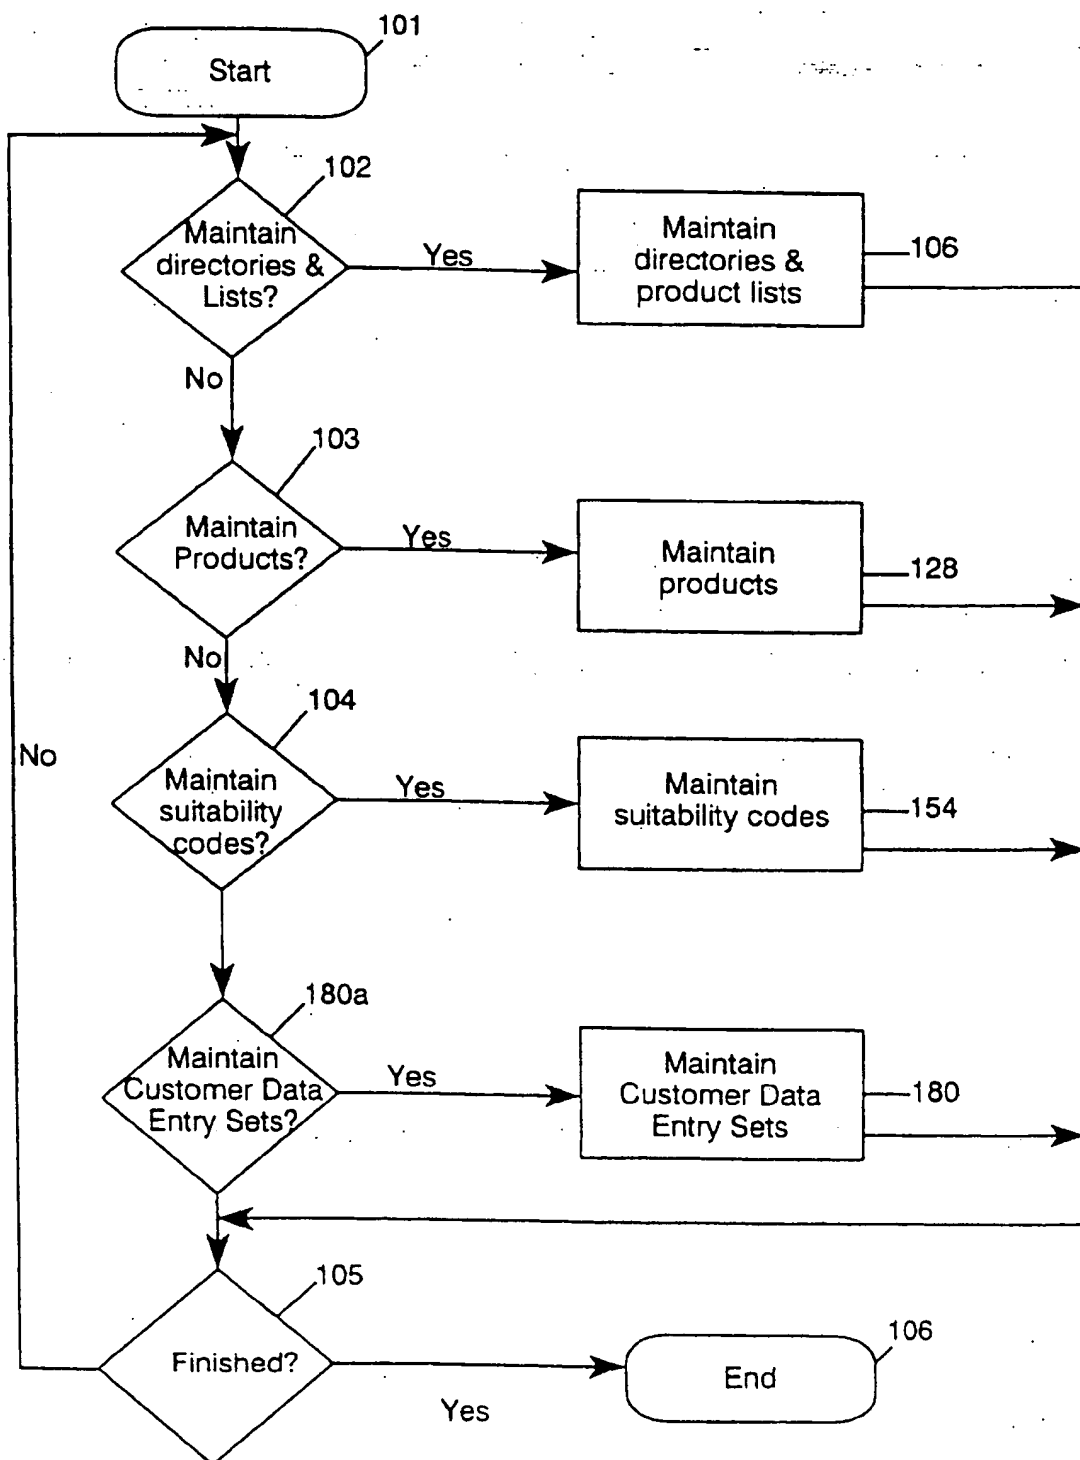 101
Start
102
Maintain
directories &
Lists?
Yes
Maintain
directories &
product lists
106
No
103
Maintain
Products?
Yes
Maintain
products
128
No
104
Maintain
suitability
codes?
Yes
Maintain
suitability codes
154
No
180a
Maintain
Customer Data
Entry Sets?
Yes
Maintain
Customer Data
Entry Sets
180
105
Finished?
Yes
106
End